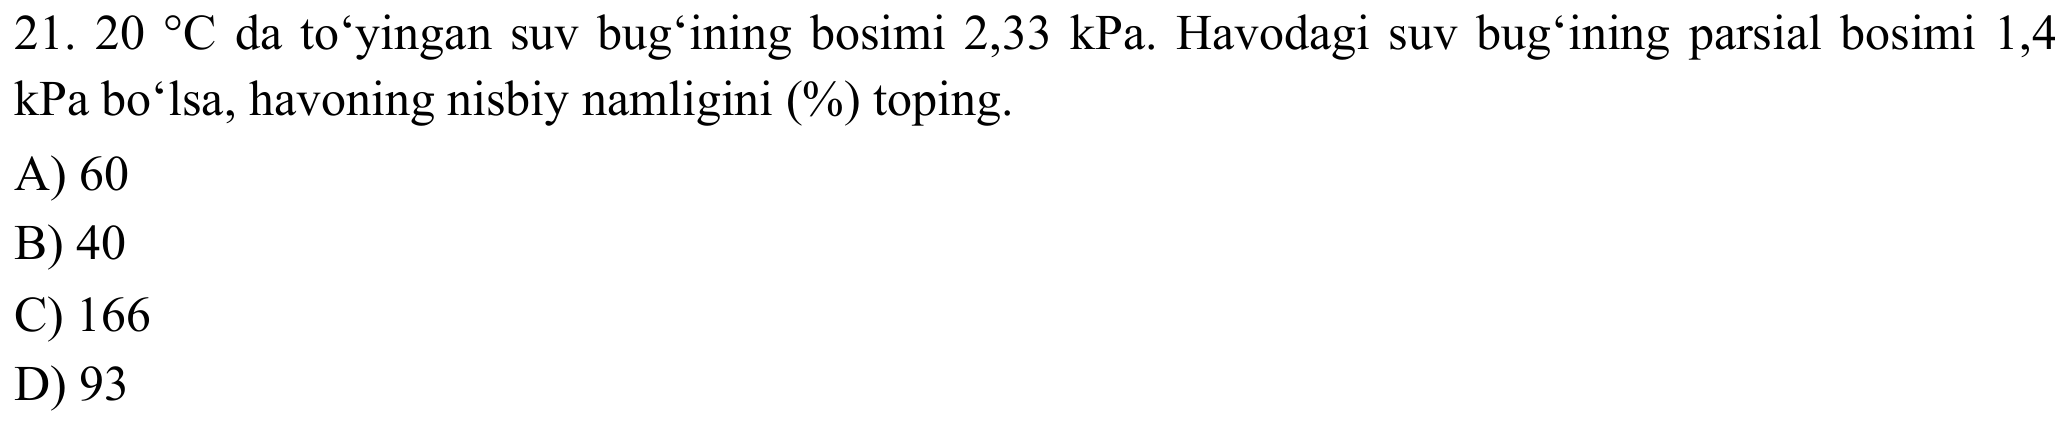 21. 20 °C da to‘yingan suv bug‘ining bosimi 2,33 kPa. Havodagi suv bug‘ining parsial bosimi 1,4
kPa bo‘lsa, havoning nisbiy namligini (%) toping.
A) 60
B) 40
C) 166
D) 93